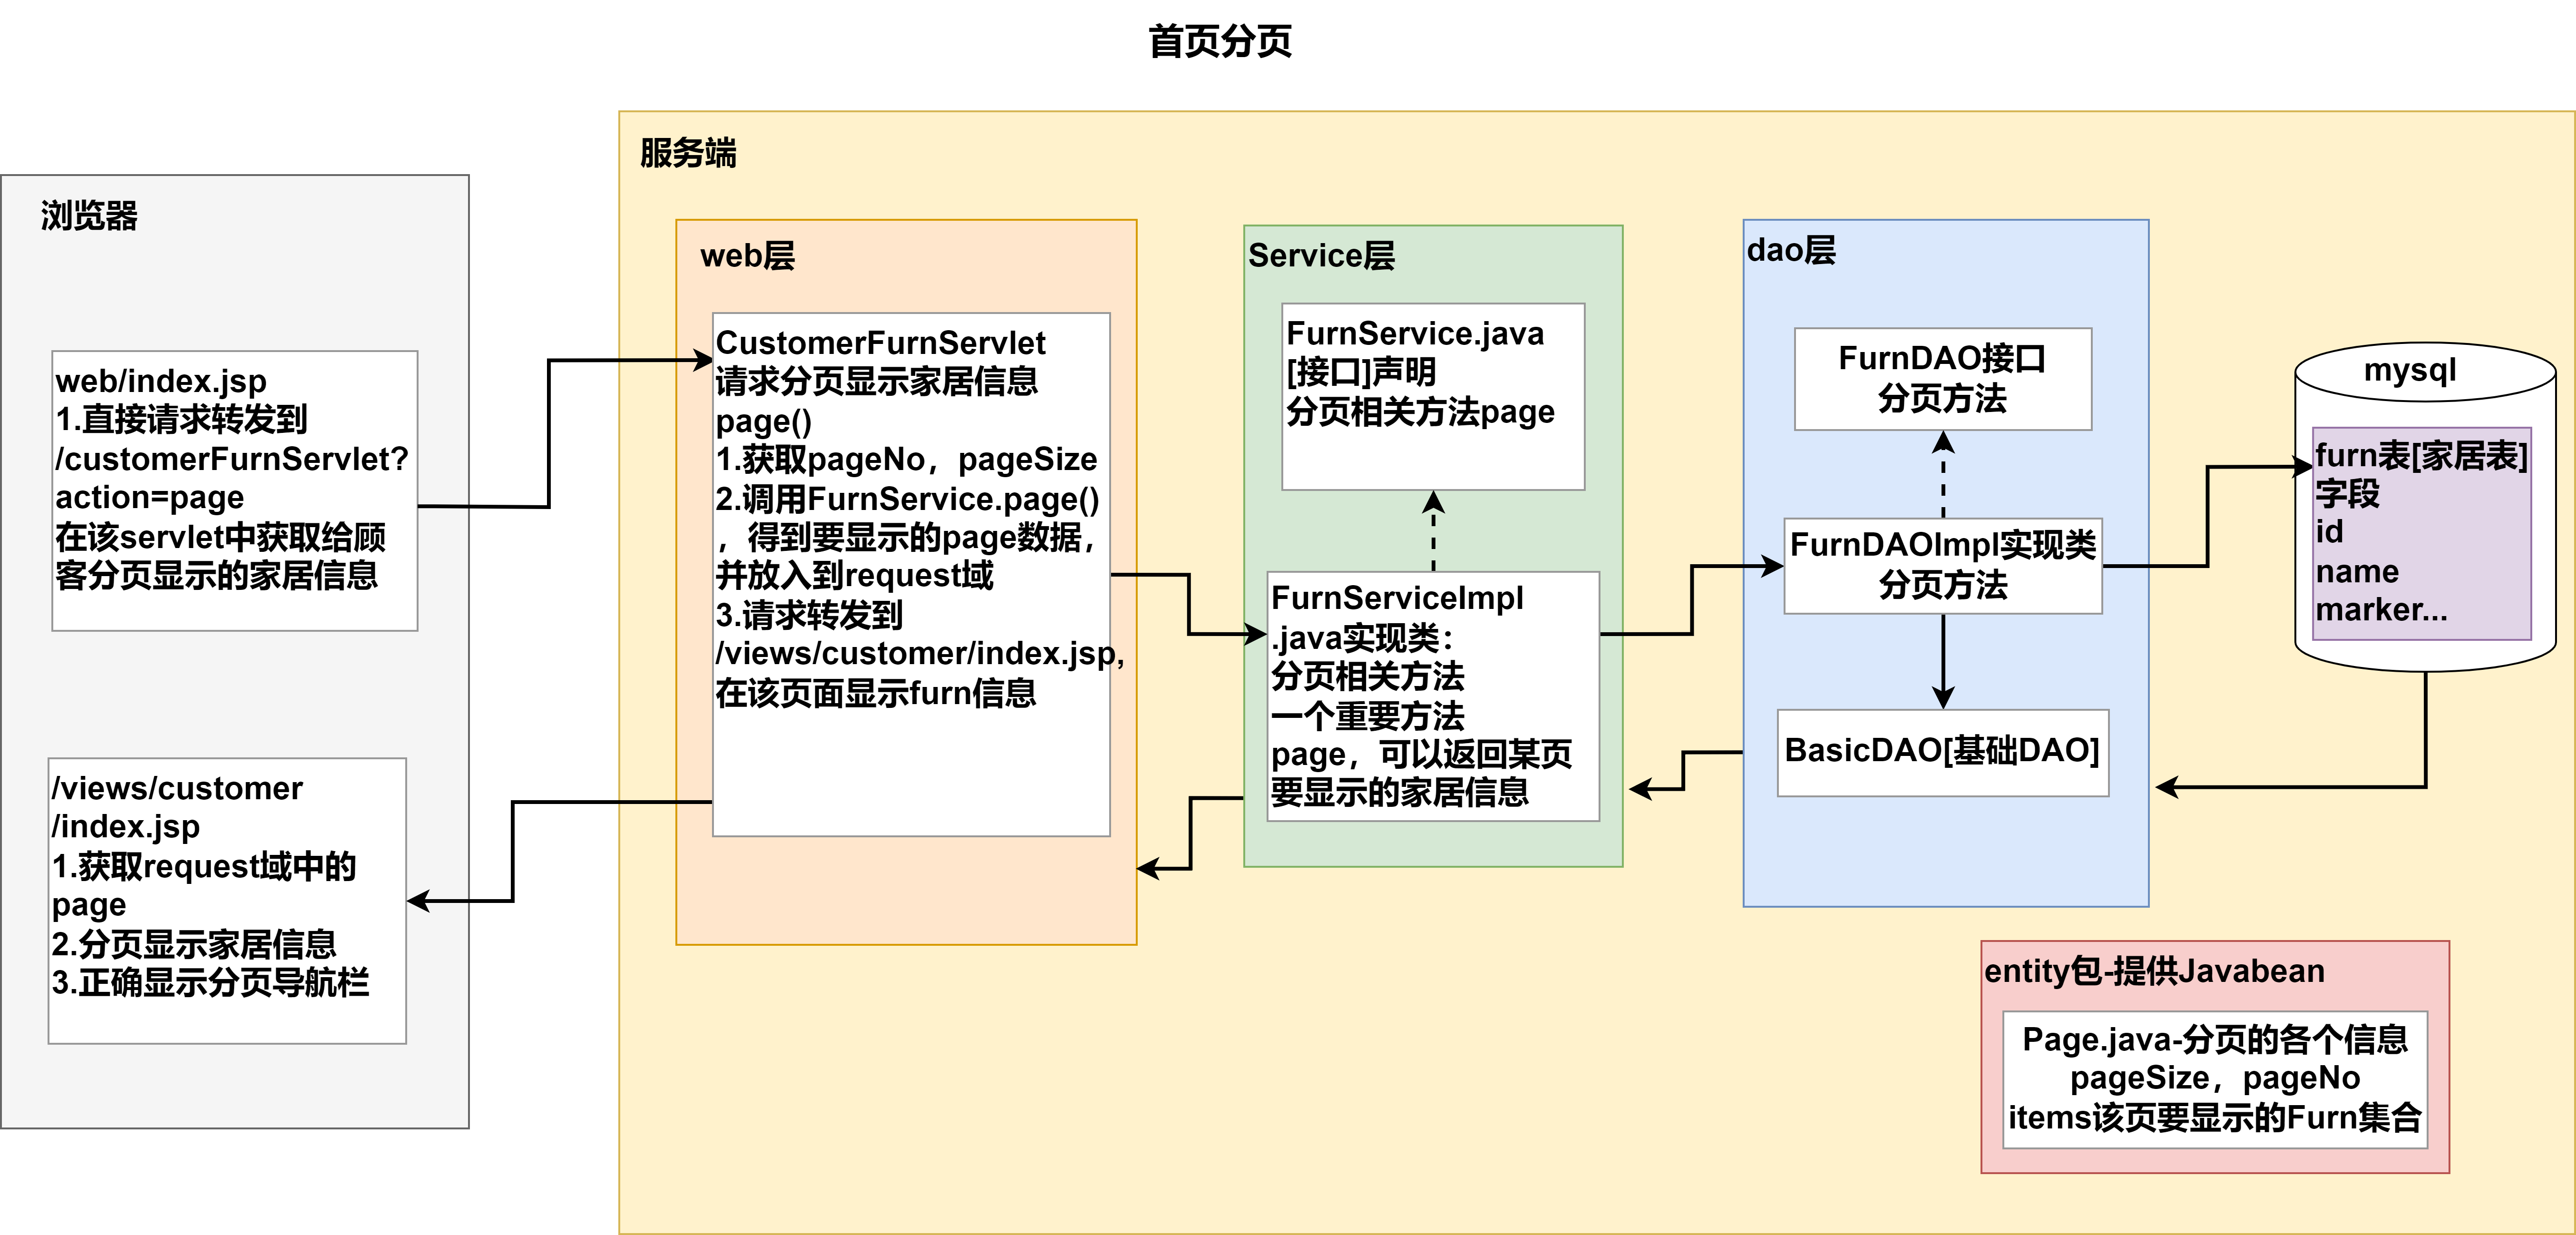 首页分页
浏览器
web/index.jsp
1.直接请求转发到
/customerFurnServlet?
action=page
在该servlet中获取给顾
客分页显示的家居信息
/views/customer
/index.jsp
1.获取request域中的
page
2.分页显示家居信息
3.正确显示分页导航栏
服务端
web层
CustomerFurnServlet
请求分页显示家居信息
page()
1.获取pageNo，pageSize
2.调用FurnService.page()
，得到要显示的page数据，
并放入到request域
3.请求转发到
/views/customer/index.jsp,
在该页面显示furn信息
Service层
FurnService.java
[接口]声明
分页相关方法page
FurnServiceImpl
.java实现类：
分页相关方法
一个重要方法
page，可以返回某页
要显示的家居信息
dao层
FurnDAO接口
分页方法
FurnDAOImpl实现类
分页方法
BasicDAO[基础DAO]
mysql
furn表[家居表]
字段
id
name
marker...
entity包-提供Javabean
Page.java-分页的各个信息
pageSize，pageNo
items该页要显示的Furn集合